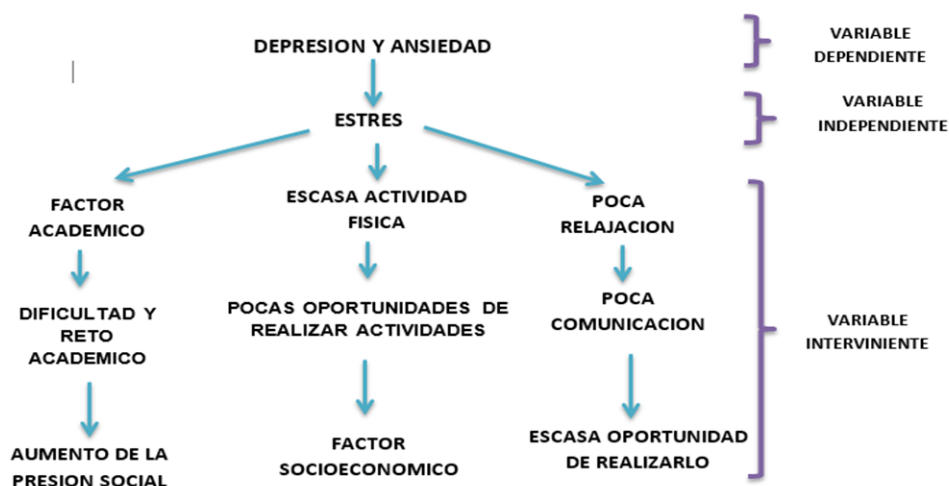 DEPRESION Y ANSIEDAD
VARIABLE
DEPENDIENTE
ESTRES
VARIABLE
INDEPENDIENTE
FACTOR
ACADEMICO
ESCASA ACTIVIDAD
FISICA
POCA
RELAJACION
DIFICULTAD Y
RETO
ACADEMICO
POCAS OPORTUNIDADES DE
REALIZAR ACTIVIDADES
POCA
COMUNICACION
VARIABLE
INTERVINIENTE
AUMENTO DE LA
PRESION SOCIAL
FACTOR
SOCIOECONOMICO
ESCASA OPORTUNIDAD
DE REALIZARLO